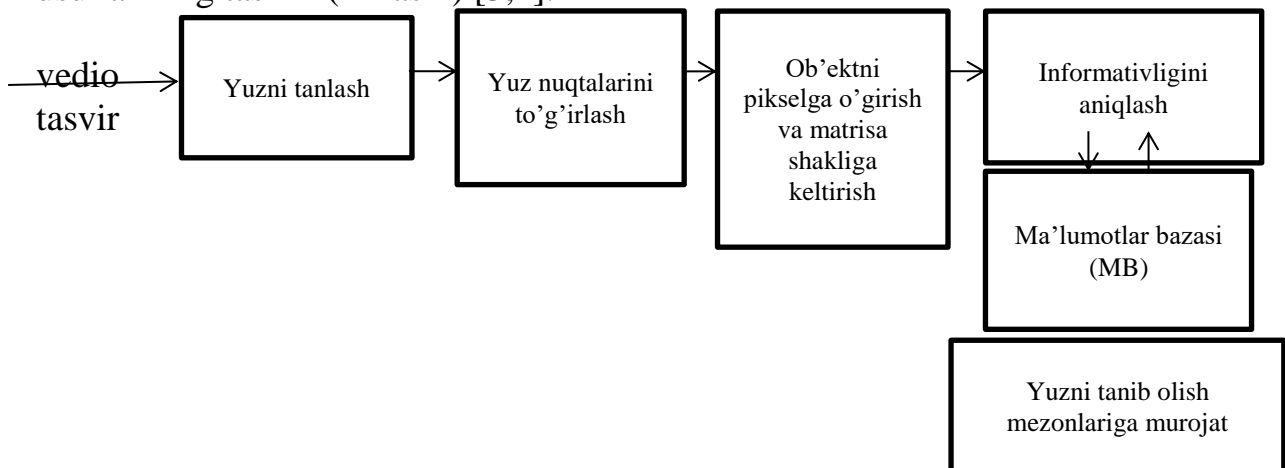 vedio
tasvir
Yuzni tanlash
Yuz nuqtalarini
to’g’irlash
Ob’ektni
pikselga o’girish
va matrisa
shakliga
keltirish
Informativligini
aniqlash
Ma’lumotlar bazasi
(MB)
Yuzni tanib olish
mezonlariga murojat